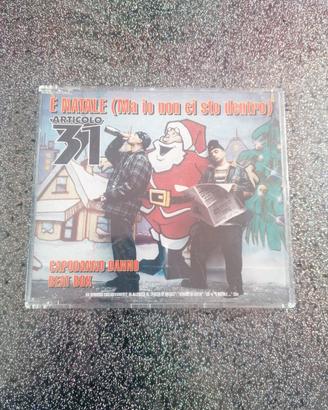 È NATALE (Ma io non ci sto dentro)
ARTICOLO
31
CAPODANNO DANNO
BEAT BOX